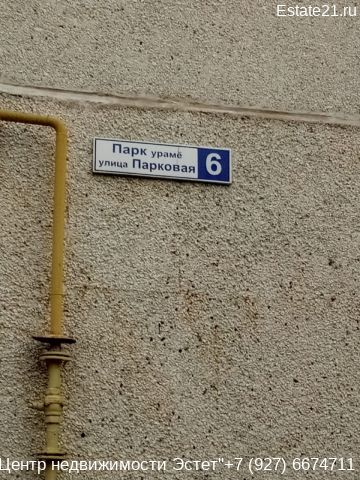 Estate21.ru
Парк урамĕ
улица Парковая
6
Центр недвижимости Эстет"+7 (927) 6674711